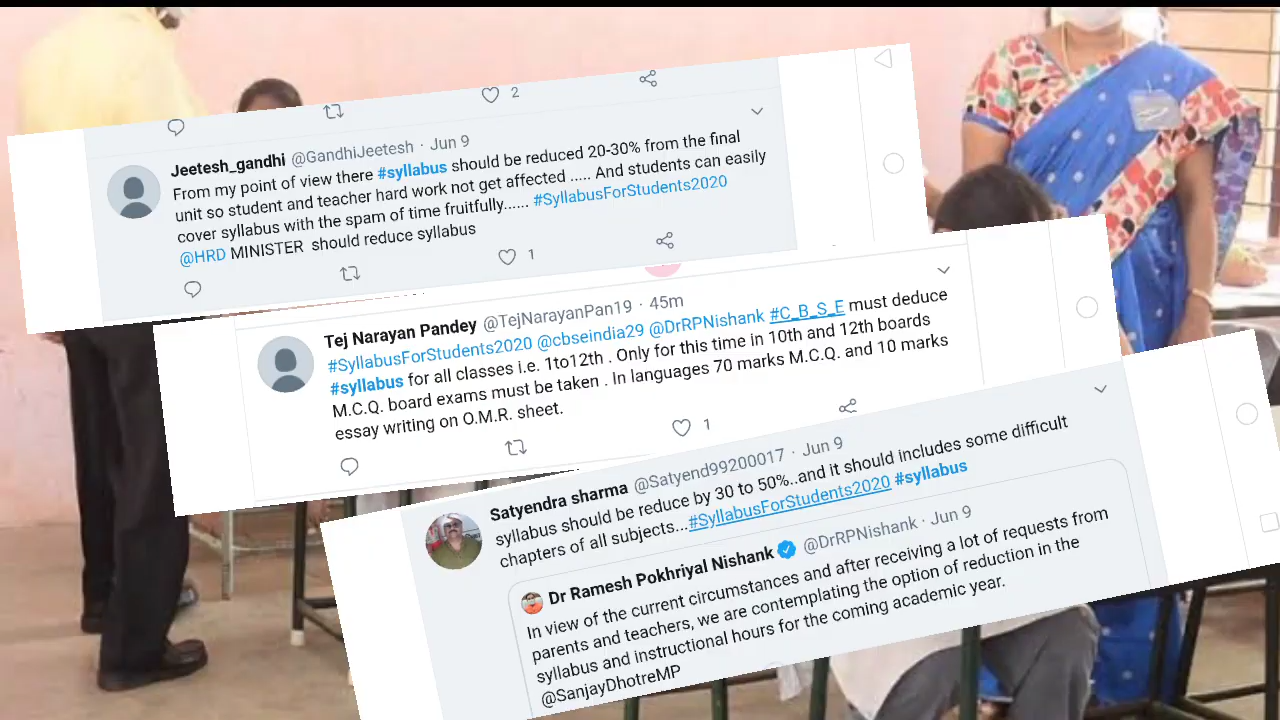 2
Jeetesh_gandhi @GandhiJeetesh · Jun 9
From my point of view there #syllabus should be reduced 20-30% from the final
unit so student and teacher hard work not get affected ..... And students can easily
cover syllabus with the spam of time fruitfully...... #SyllabusForStudents2020
@HRD MINISTER should reduce syllabus
1
Tej Narayan Pandey @TejNarayanPan19 · 45m
#SyllabusForStudents2020 @cbseindia29 @DrRPNishank #C_B_S_E must deduce
#syllabus for all classes i.e. 1to12th . Only for this time in 10th and 12th boards
M.C.Q. board exams must be taken . In languages 70 marks M.C.Q. and 10 marks
essay writing on O.M.R. sheet.
1
Satyendra sharma @Satyend99200017 · Jun 9
syllabus should be reduce by 30 to 50%..and it should includes some difficult
chapters of all subjects...#SyllabusForStudents2020 #syllabus
Dr Ramesh Pokhriyal Nishank @DrRPNishank · Jun 9
In view of the current circumstances and after receiving a lot of requests from
parents and teachers, we are contemplating the option of reduction in the
syllabus and instructional hours for the coming academic year.
@SanjayDhotreMP